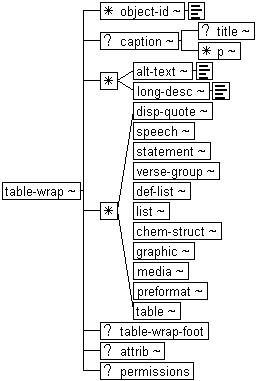 * object-id ~
? caption ~
? title ~
* p ~
*
alt-text ~
long-desc ~
table-wrap ~
*
disp-quote ~
speech ~
statement ~
verse-group ~
def-list ~
list ~
chem-struct ~
graphic ~
media ~
preformat ~
table ~
? table-wrap-foot
? attrib ~
? permissions